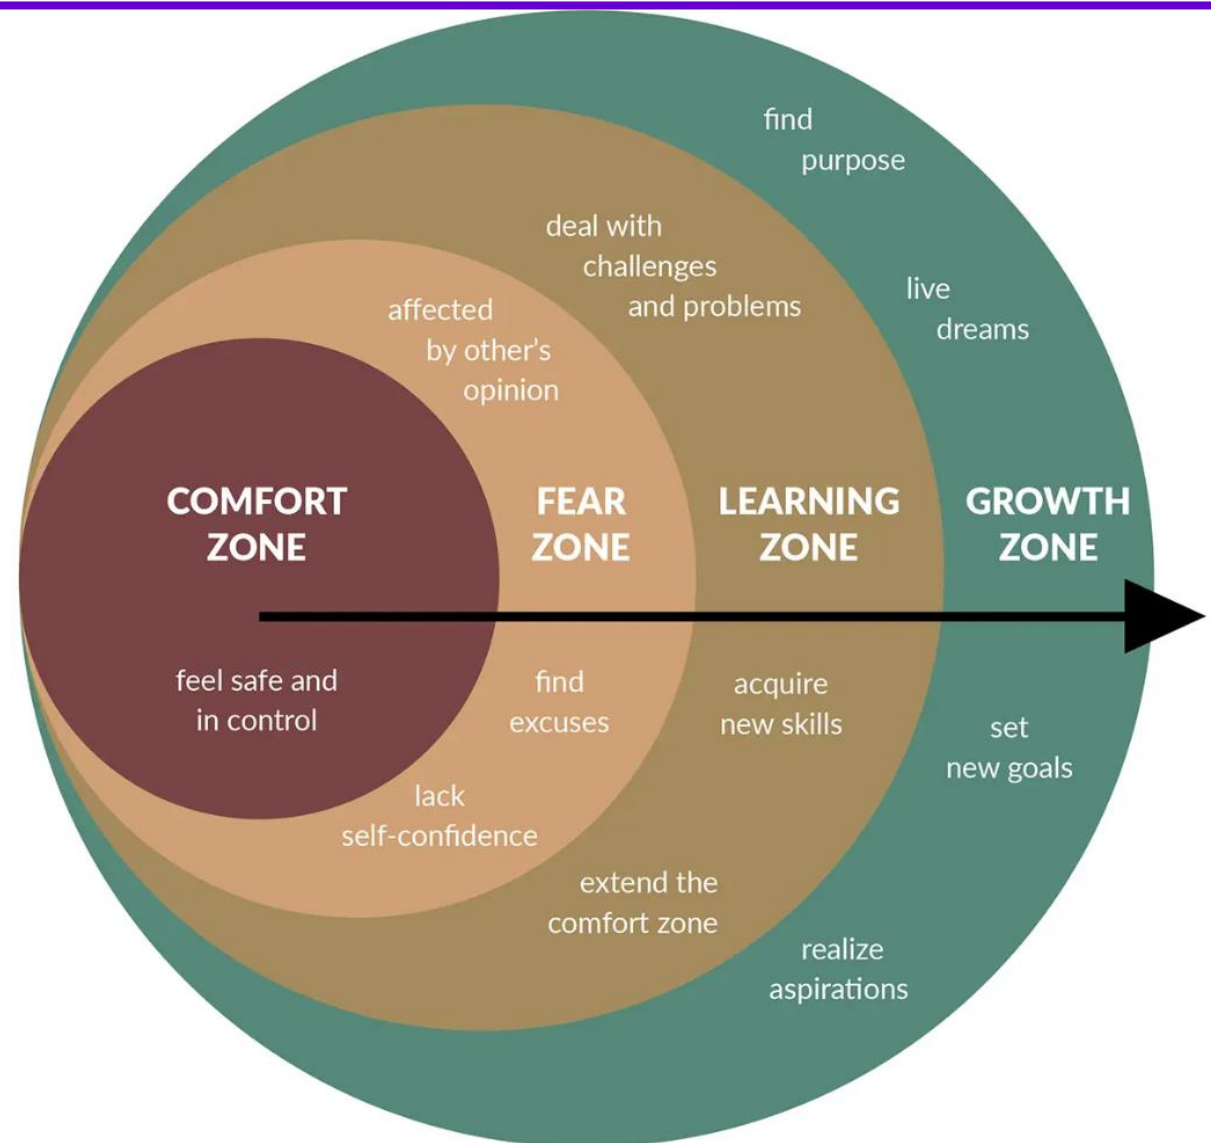 find
purpose
deal with
challenges
and problems
live
dreams
affected
by other's
opinion
COMFORT
ZONE
FEAR
ZONE
LEARNING
ZONE
GROWTH
ZONE
feel safe and
in control
find
excuses
acquire
new skills
set
new goals
lack
self-confidence
extend the
comfort zone
realize
aspirations